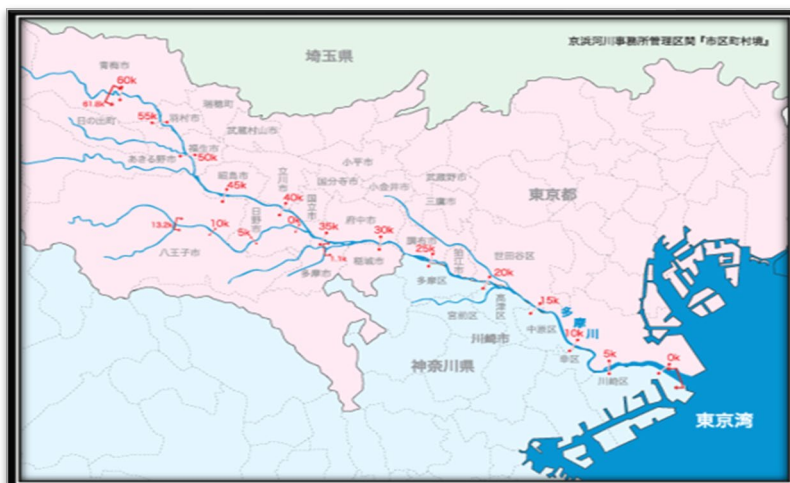 京浜河川事務所管理区間『市区町村境』
埼玉県
青梅市
60k
61.8k
瑞穂町
日の出町
55k
羽村市
武蔵村山市
福生市
あきる野市
50k
小平市
昭島市
立川市
国分寺市
小金井市
武蔵野市
45k
東京都
三鷹市
40k
国立市
日野市
府中市
13.2k
10k
5k
0k
35k
30k
調布市
25k
狛江市
世田谷区
八王子市
1.1k
稲城市
多摩市
多摩区
20k
高津区
宮前区
15k
多摩川
川崎市
中原区
10k
幸区
神奈川県
5k
0k
川崎区
東京湾